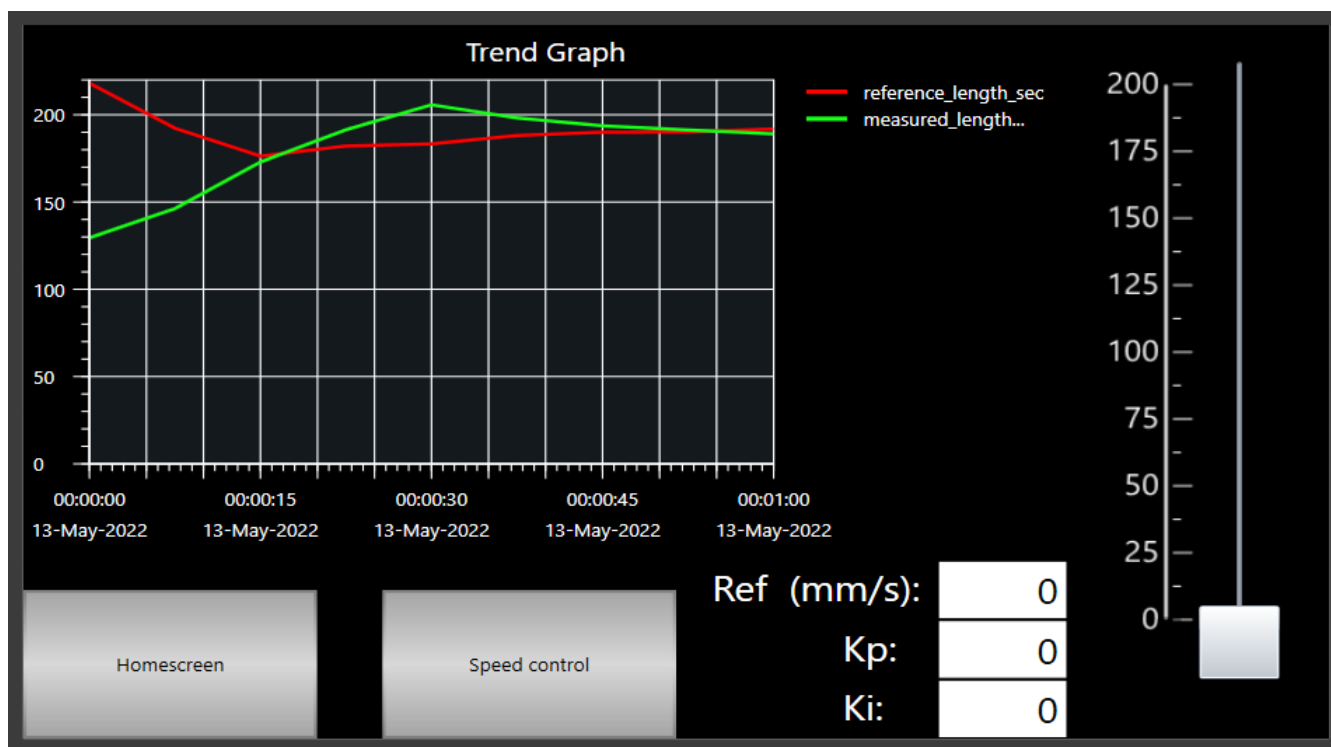 Trend Graph
200
150
100
50
0
00:00:00 00:00:15 00:00:30 00:00:45 00:01:00
13-May-2022 13-May-2022 13-May-2022 13-May-2022 13-May-2022
reference_length_sec
measured_length...
200
175
150
125
100
75
50
25
0
Homescreen
Speed control
Ref (mm/s): 0
Kp: 0
Ki: 0